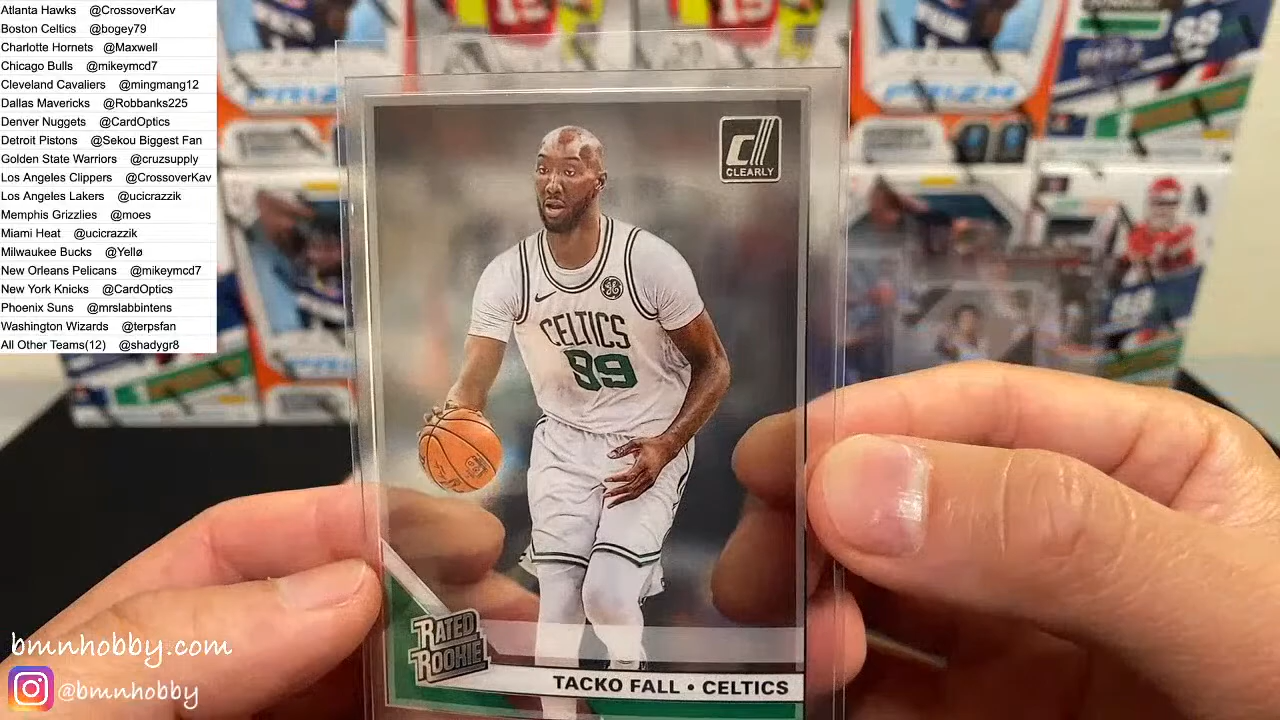 Atlanta Hawks @CrossoverKav
Boston Celtics @bogey79
Charlotte Hornets @Maxwell
Chicago Bulls @mikeymcd7
Cleveland Cavaliers @mingmang12
Dallas Mavericks @Robbanks225
Denver Nuggets @CardOptics
Detroit Pistons @Sekou Biggest Fan
Golden State Warriors @cruzsupply
Los Angeles Clippers @CrossoverKav
Los Angeles Lakers @ucicrazzik
Memphis Grizzlies @moes
Miami Heat @ucicrazzik
Milwaukee Bucks @Yellø
New Orleans Pelicans @mikeymcd7
New York Knicks @CardOptics
Phoenix Suns @mrslabbintens
Washington Wizards @terpsfan
All Other Teams(12) @shadygr8
CLEARLY
CELTICS
99
RATED
ROOKIE
TACKO FALL • CELTICS
PRIZM
bmnhobby.com
@bmnhobby